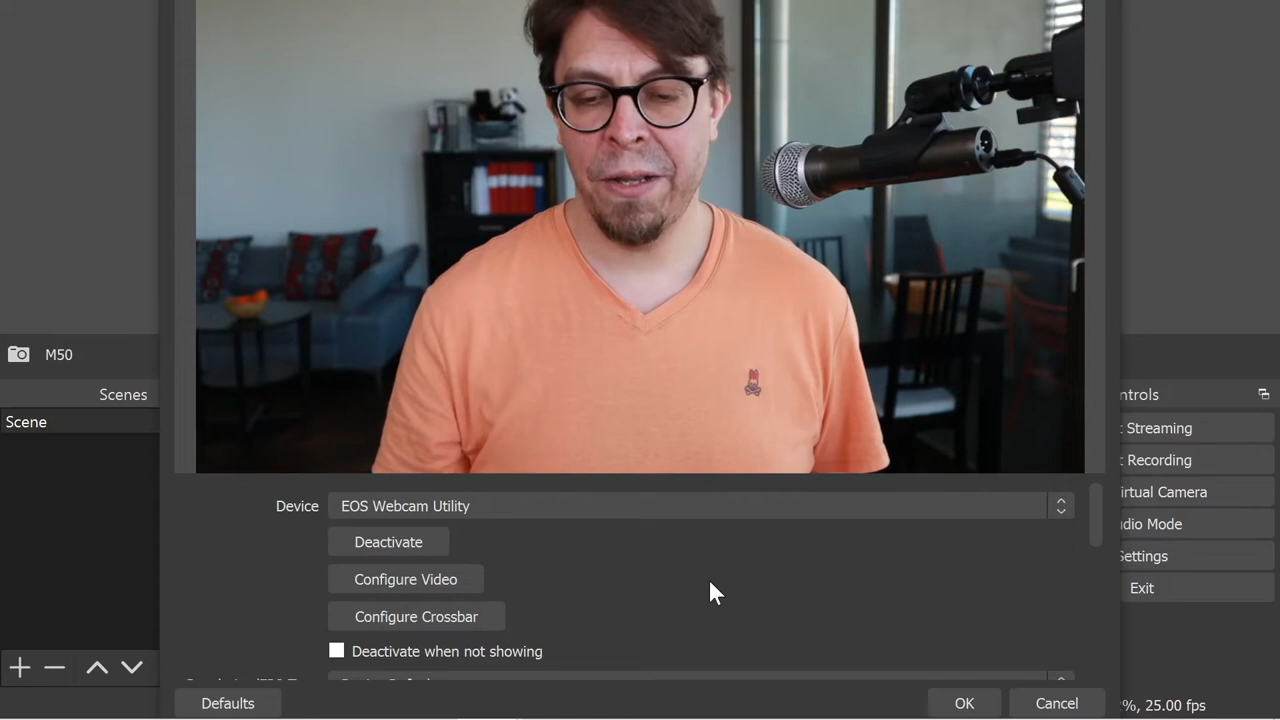 M50
Scenes
ntrols
Scene
Streaming
Recording
irtual Camera
dio Mode
Settings
Exit
Device
EOS Webcam Utility
Deactivate
Configure Video
Configure Crossbar
Deactivate when not showing
Defaults
OK
Cancel
%, 25.00 fps